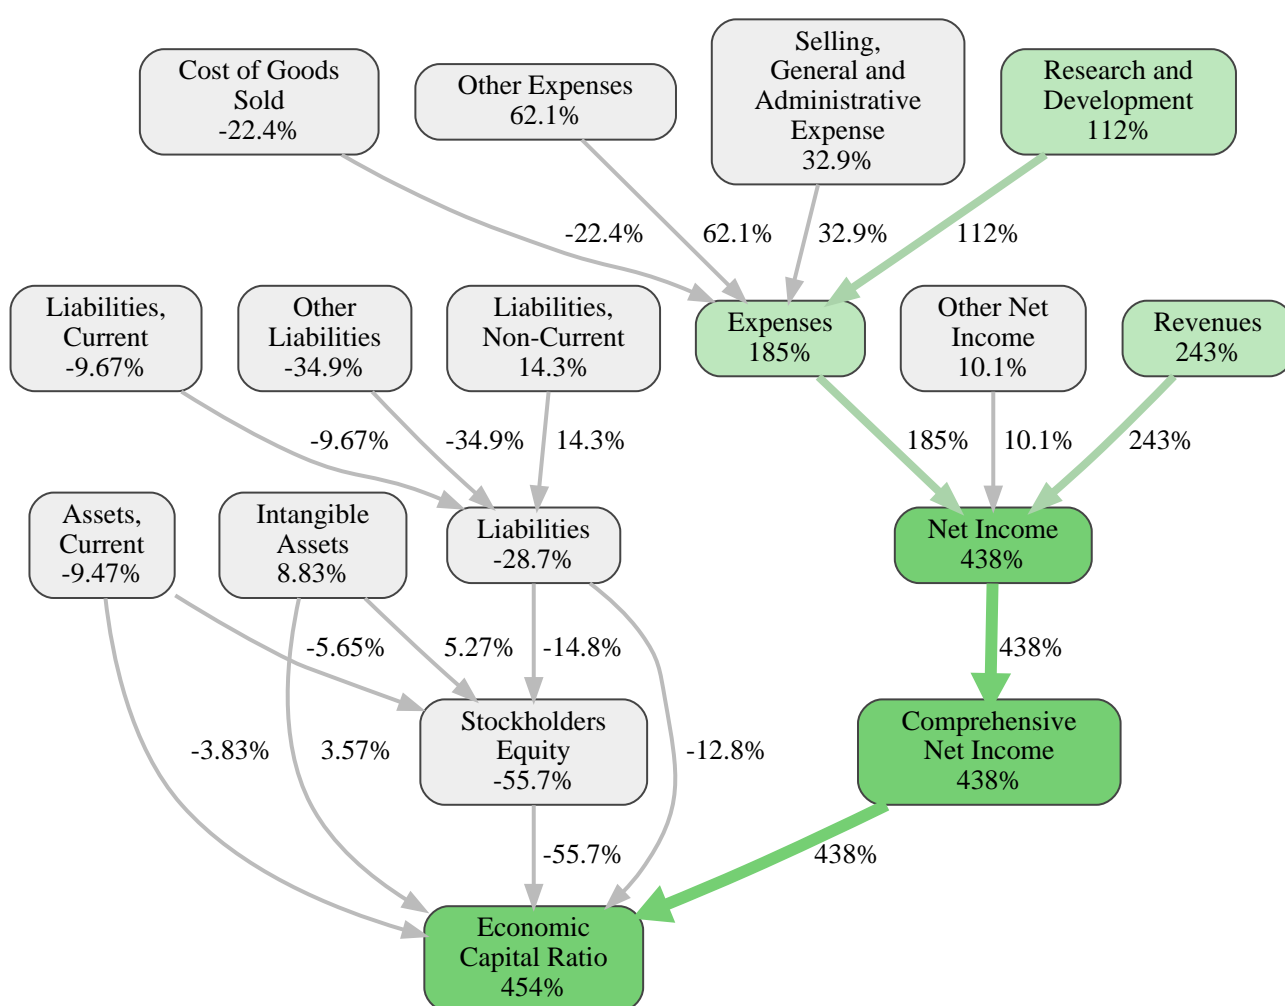 Cost of Goods
Sold
-22.4%
Other Expenses
62.1%
Selling,
General and
Administrative
Expense
32.9%
Research and
Development
112%
-22.4%
62.1%
32.9%
112%
Liabilities,
Current
-9.67%
Other
Liabilities
-34.9%
Liabilities,
Non-Current
14.3%
Expenses
185%
Other Net
Income
10.1%
Revenues
243%
-9.67%
-34.9%
14.3%
185%
10.1%
243%
Assets,
Current
-9.47%
Intangible
Assets
8.83%
Liabilities
-28.7%
Net Income
438%
-5.65%
5.27%
-14.8%
438%
-3.83%
3.57%
Stockholders
Equity
-55.7%
-12.8%
Comprehensive
Net Income
438%
-55.7%
438%
Economic
Capital Ratio
454%